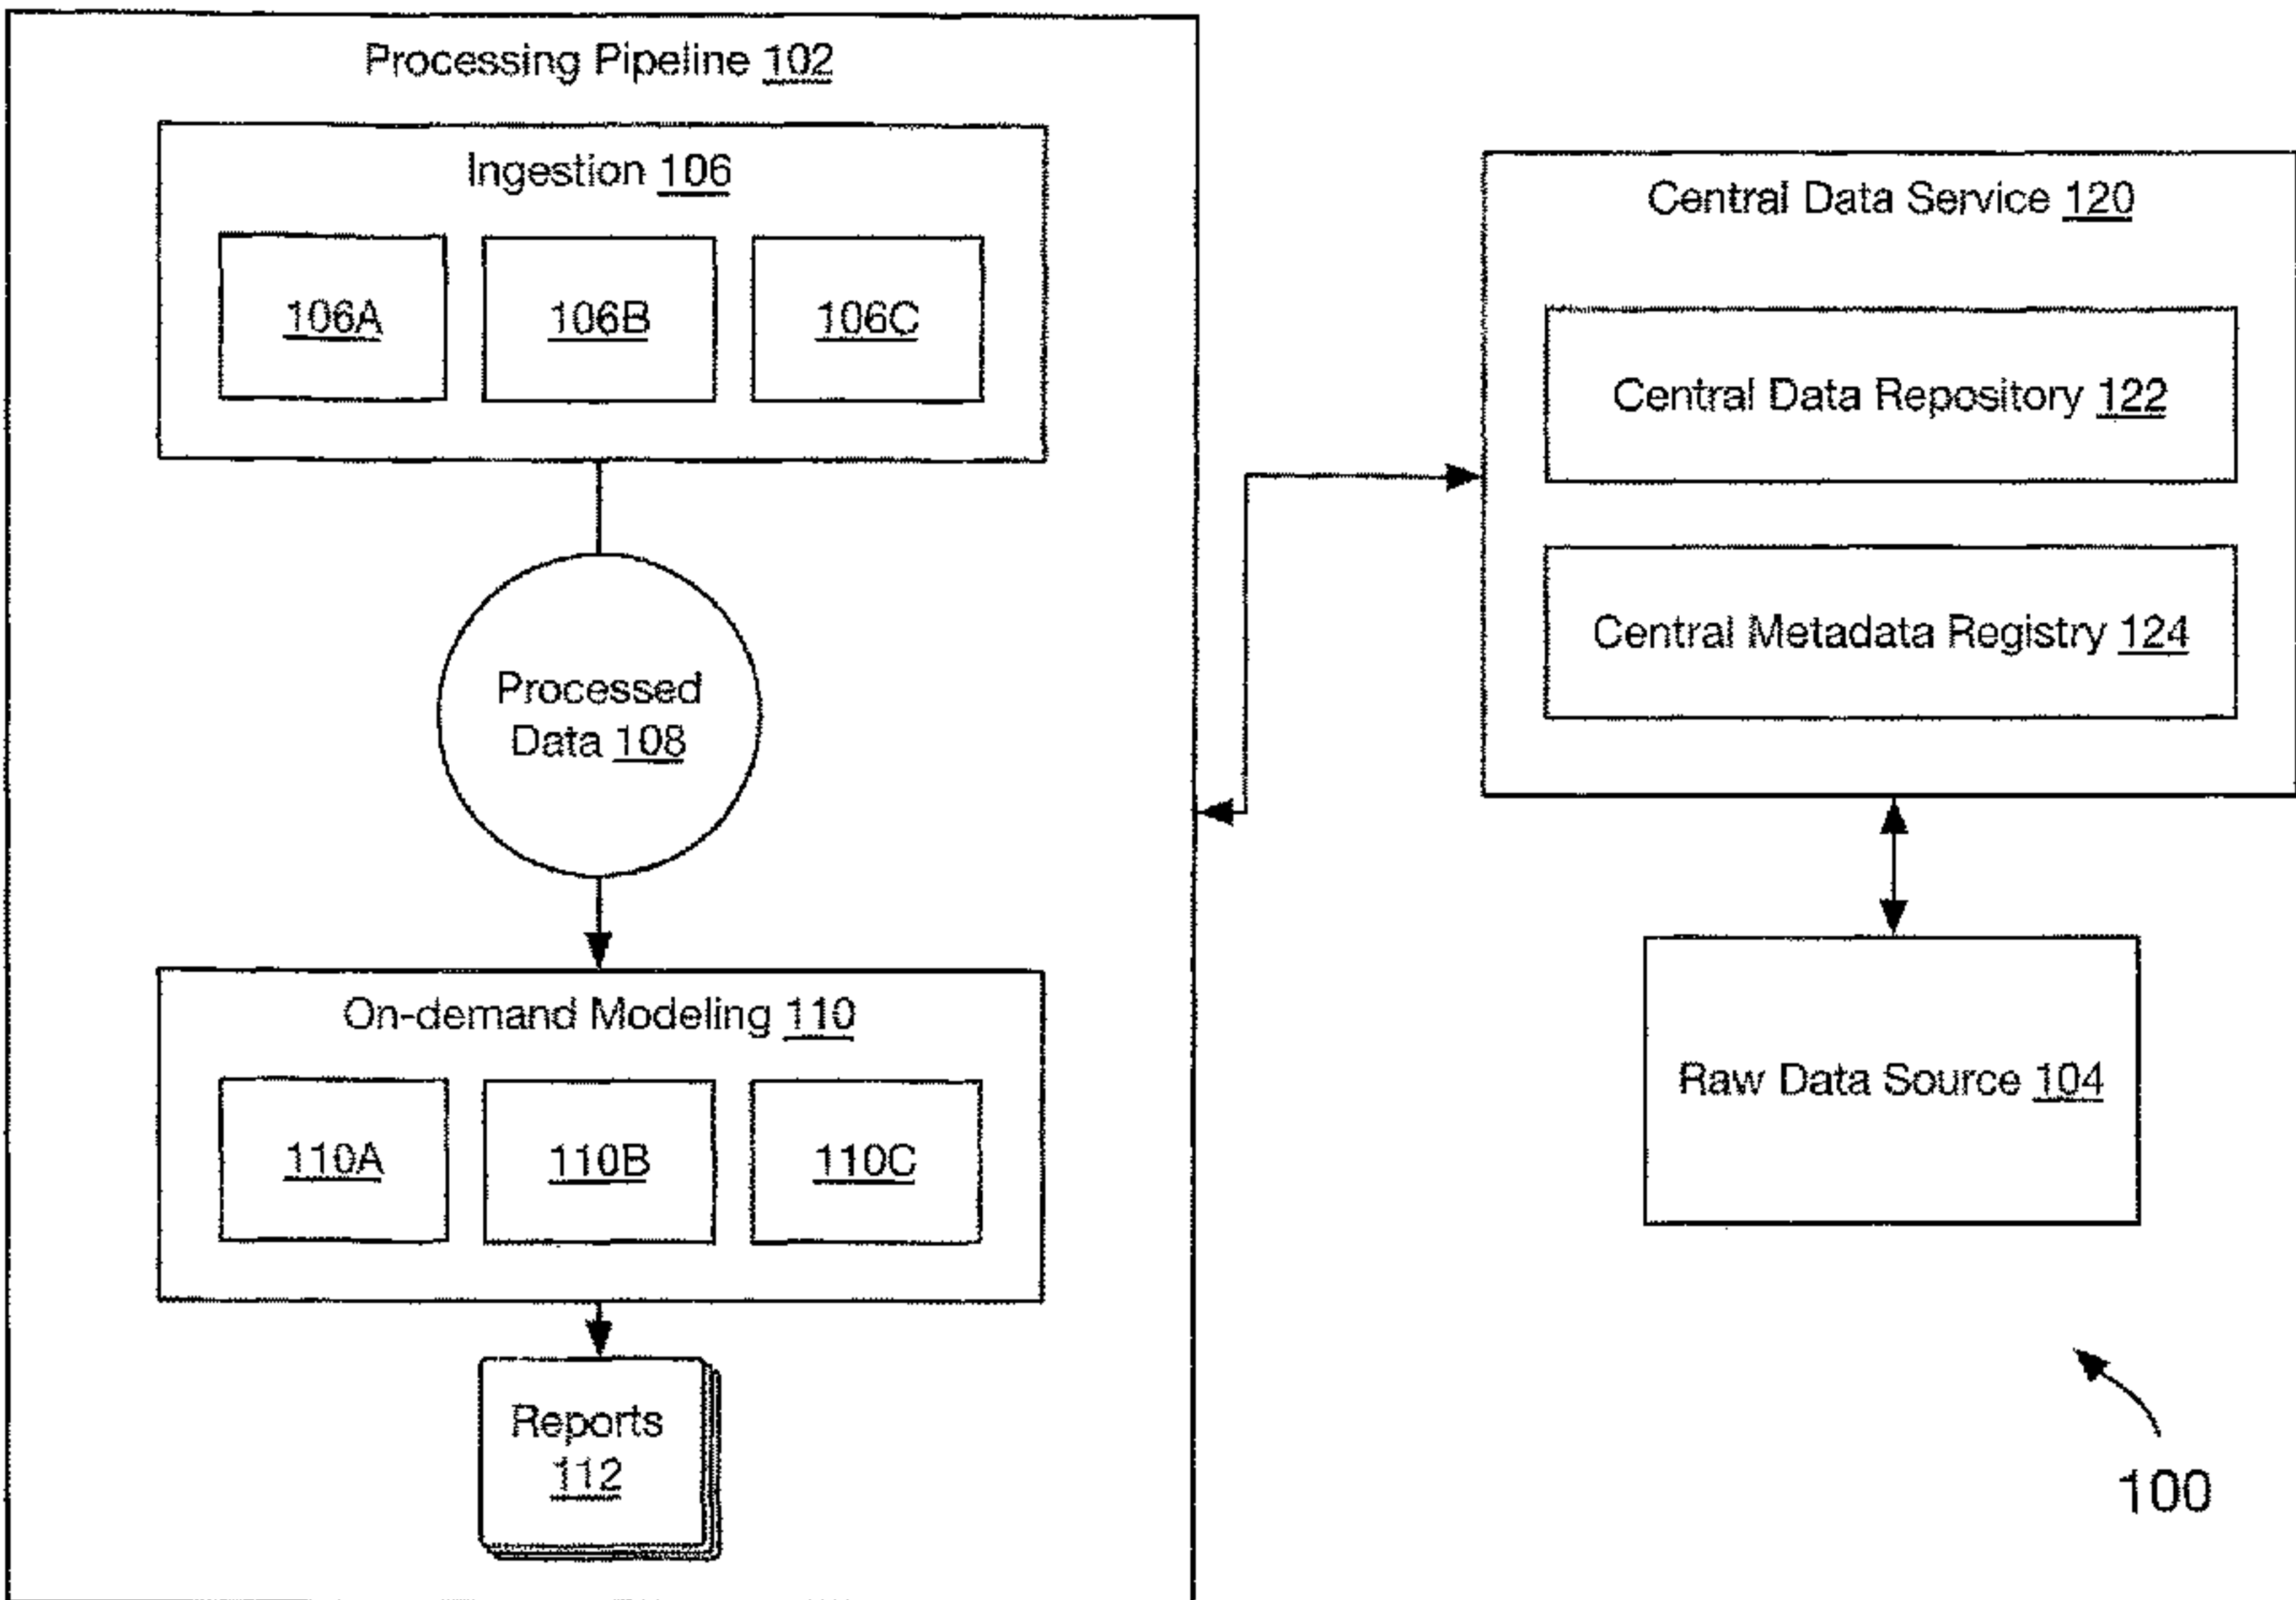 Processing Pipeline 102
Ingestion 106
106A
106B
106C
Processed
Data 108
On-demand Modeling 110
110A
110B
110C
Reports
112
Central Data Service 120
Central Data Repository 122
Central Metadata Registry 124
Raw Data Source 104
100